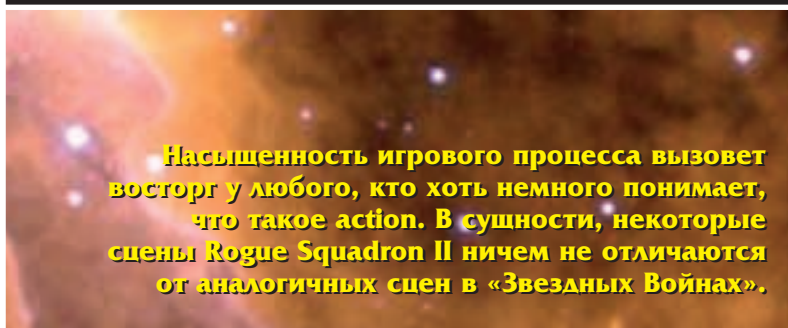 Насыщенность игрового процесса вызовет
восторг у любого, кто хоть немного понимает,
что такое action. В сущности, некоторые
сцены Rogue Squadron II ничем не отличаются
от аналогичных сцен в «Звездных Войнах».